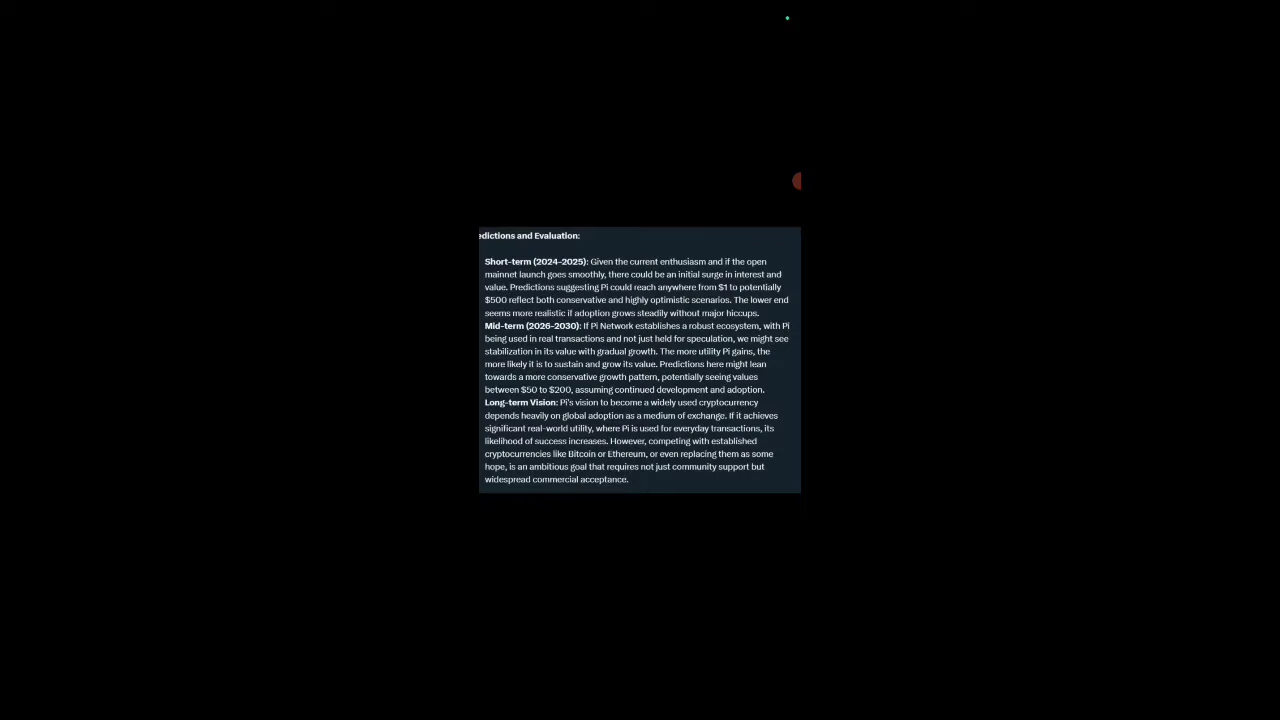 edictions and Evaluation:
Short-term (2024-2025): Given the current enthusiasm and if the open
mainnet launch goes smoothly, there could be an initial surge in interest and
value. Predictions suggesting Pi could reach anywhere from $1 to potentially
$500 reflect both conservative and highly optimistic scenarios. The lower end
seems more realistic if adoption grows steadily without major hiccups.
Mid-term (2026-2030): If Pi Network establishes a robust ecosystem, with Pi
being used in real transactions and not just held for speculation, we might see
stabilization in its value with gradual growth. The more utility Pi gains, the
more likely it is to sustain and grow its value. Predictions here might lean
towards a more conservative growth pattern, potentially seeing values
between $50 to $200, assuming continued development and adoption.
Long-term Vision: Pi's vision to become a widely used cryptocurrency
depends heavily on global adoption as a medium of exchange. If it achieves
significant real-world utility, where Pi is used for everyday transactions, its
likelihood of success increases. However, competing with established
cryptocurrencies like Bitcoin or Ethereum, or even replacing them as some
hope, is an ambitious goal that requires not just community support but
widespread commercial acceptance.